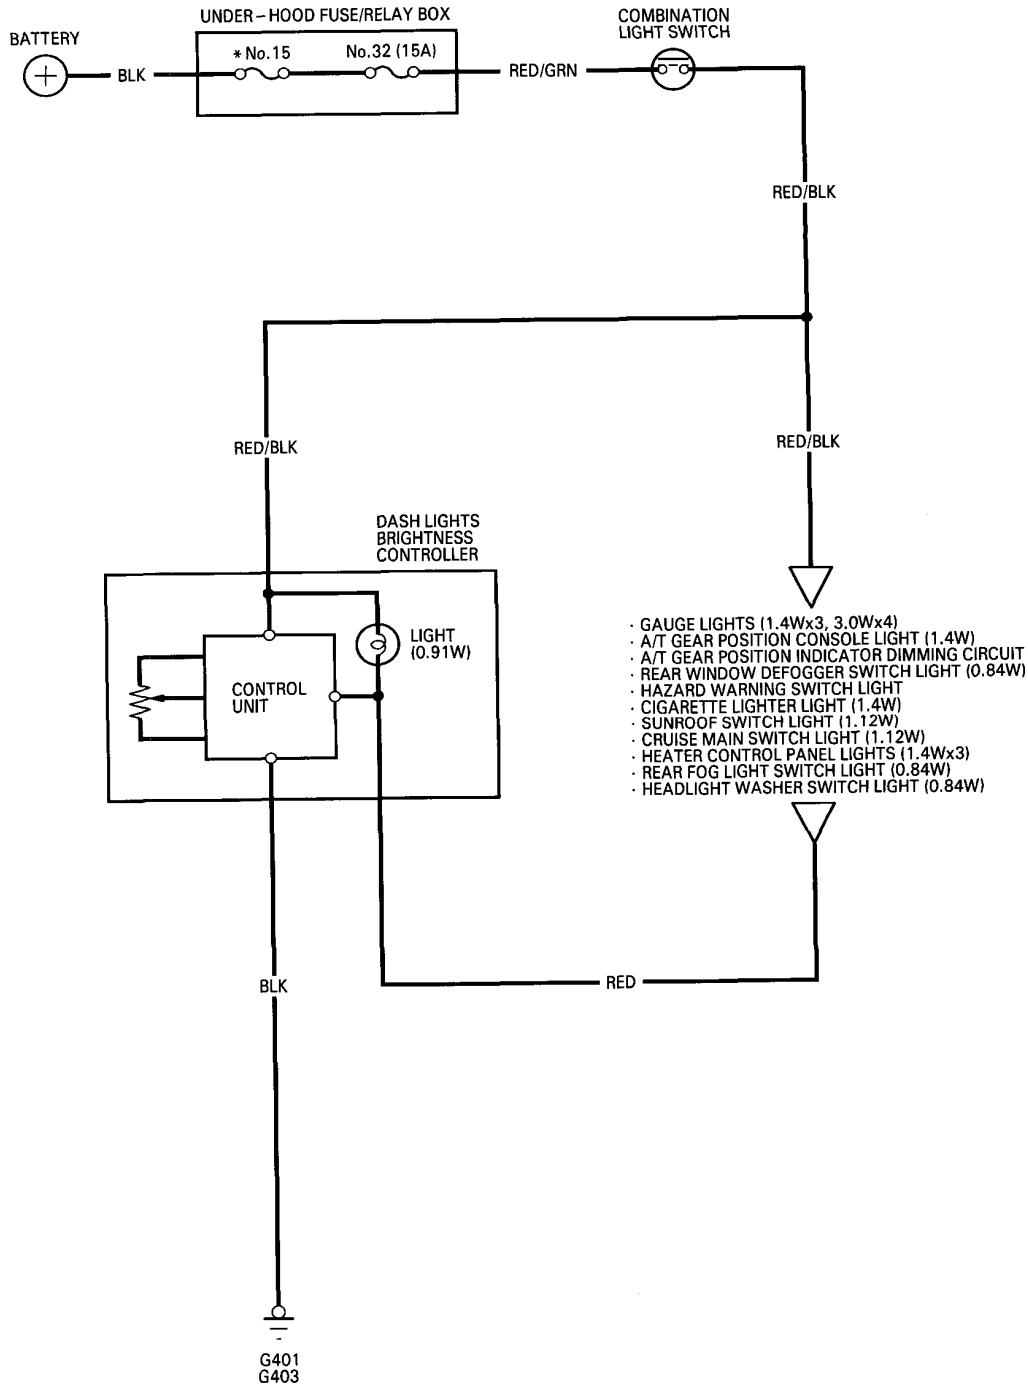 UNDER-HOOD FUSE/RELAY BOX
COMBINATION
LIGHT SWITCH
BATTERY
* No.15
No.32 (15A)
BLK
RED/GRN
+
RED/BLK
RED/BLK
RED/BLK
DASH LIGHTS
BRIGHTNESS
CONTROLLER
LIGHT
(0.91W)
CONTROL
UNIT
· GAUGE LIGHTS (1.4Wx3, 3.0Wx4)
· A/T GEAR POSITION CONSOLE LIGHT (1.4W)
· A/T GEAR POSITION INDICATOR DIMMING CIRCUIT
· REAR WINDOW DEFOGGER SWITCH LIGHT (0.84W)
· HAZARD WARNING SWITCH LIGHT
· CIGARETTE LIGHTER LIGHT (1.4W)
· SUNROOF SWITCH LIGHT (1.12W)
· CRUISE MAIN SWITCH LIGHT (1.12W)
· HEATER CONTROL PANEL LIGHTS (1.4Wx3)
· REAR FOG LIGHT SWITCH LIGHT (0.84W)
· HEADLIGHT WASHER SWITCH LIGHT (0.84W)
BLK
RED
G401
G403